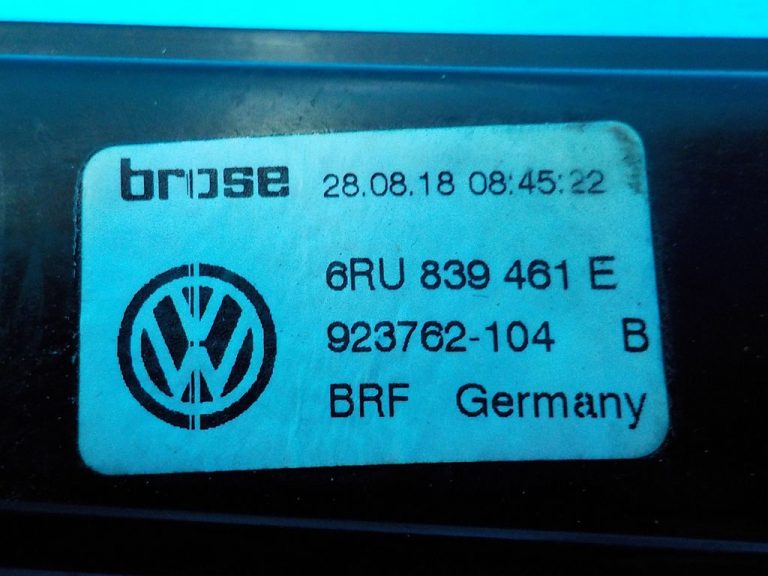 brose 28.08.18 08:45:22
6RU 839 461 E
923762-104 B
BRF Germany